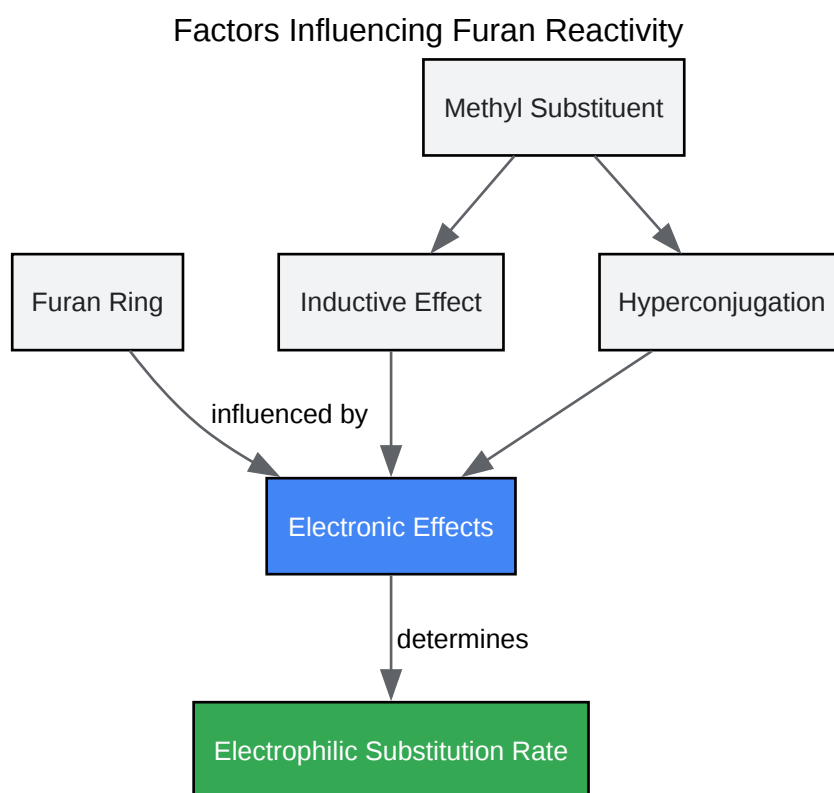 Factors Influencing Furan Reactivity
Methyl Substituent
Furan Ring
Inductive Effect
Hyperconjugation
influenced by
Electronic Effects
determines
Electrophilic Substitution Rate